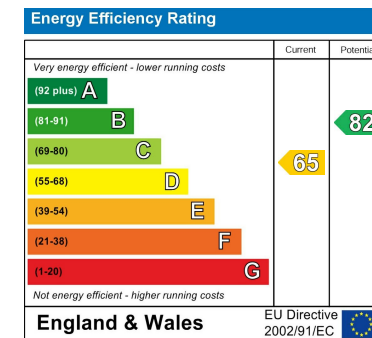 Energy Efficiency Rating
Current Potentia
Very energy efficient - lower running costs
(92 plus) A
(81-91) B
82
(69-80) C
65
(55-68) D
(39-54) E
(21-38) F
(1-20) G
Not energy efficient - higher running costs
England & Wales
EU Directive
2002/91/EC